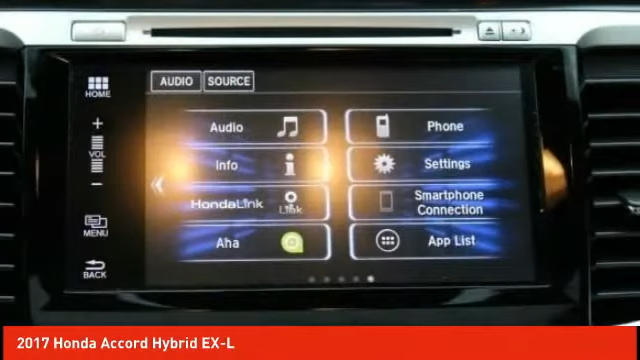 AUDIO SOURCE
HOME
Audio
Phone
VOL
Info
Settings
HondaLink
Link
Smartphone
Connection
MENU
Aha
App List
BACK
2017 Honda Accord Hybrid EX-L